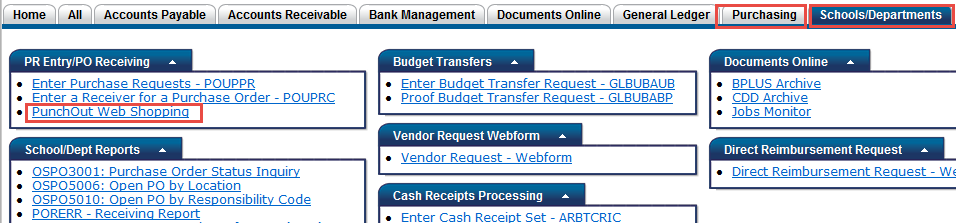 Home All Accounts Payable Accounts Receivable Bank Management Documents Online General Ledger Purchasing Schools/Departments
PR Entry/PO Receiving
Enter Purchase Requests - POUPPR
Enter a Receiver for a Purchase Order - POUPRC
PunchOut Web Shopping
School/Dept Reports
OSPO3001: Purchase Order Status Inquiry
OSPO5006: Open PO by Location
OSPO5010: Open PO by Responsibility Code
PORERR - Receiving Report
Budget Transfers
Enter Budget Transfer Request - GLBUBAUB
Proof Budget Transfer Request - GLBUBABP
Vendor Request Webform
Vendor Request - Webform
Cash Receipts Processing
Enter Cash Receipt Set - ARBTCRIC
Documents Online
BPLUS Archive
CDD Archive
Jobs Monitor
Direct Reimbursement Request
Direct Reimbursement Request - We